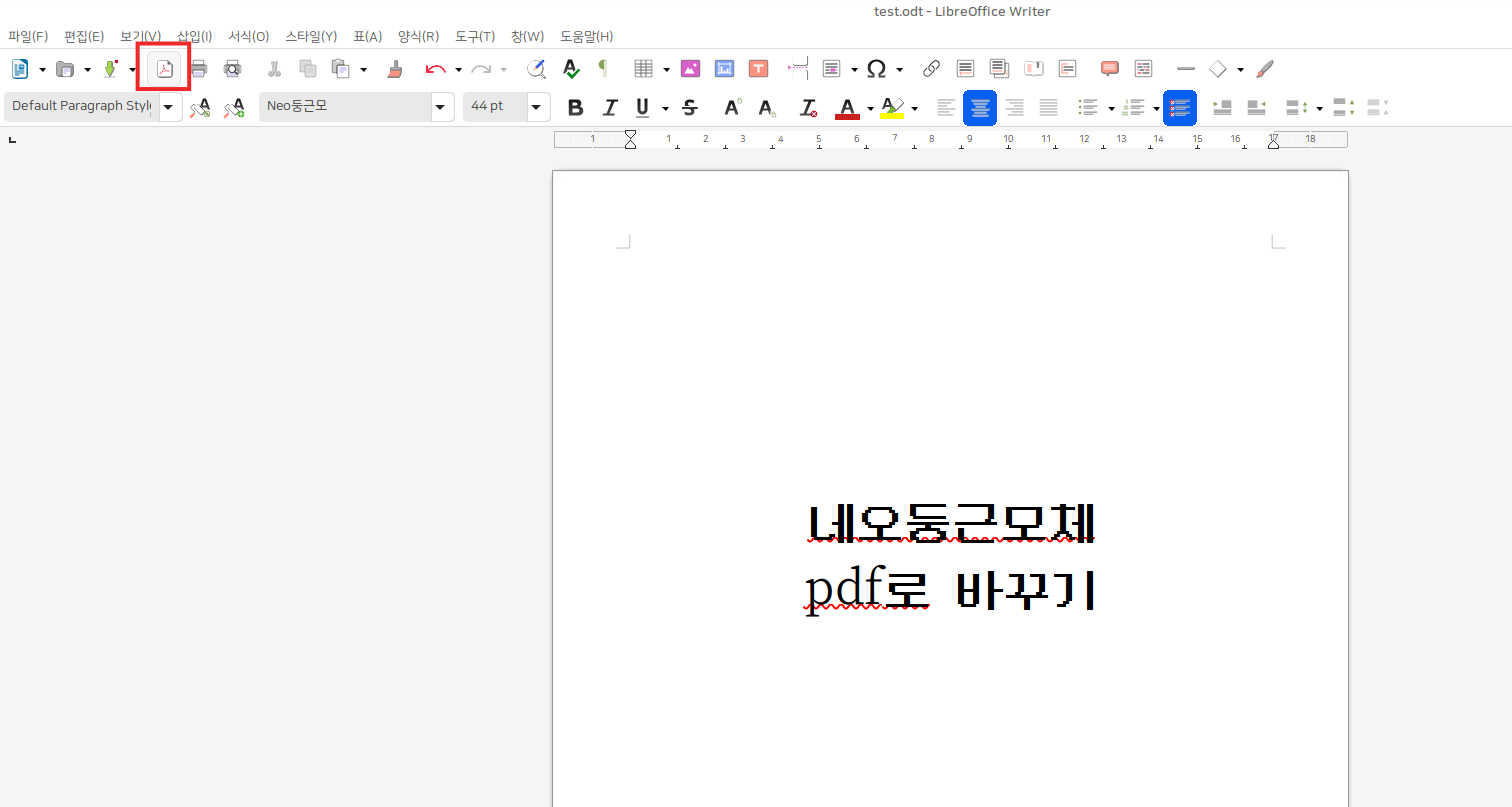 test.odt - LibreOffice Writer
파일(F) 편집(E) 보기(V) 삽입(I) 서식(O) 스타일(Y) 표(A) 양식(R) 도구(T) 창(W) 도움말(H)
Default Paragraph Styl Neo둥근모 44 pt
1 1 2 3 4 5 6 7 8 9 10 11 12 13 14 15 16 17 18
네오둥근모체
pdf로 바꾸기